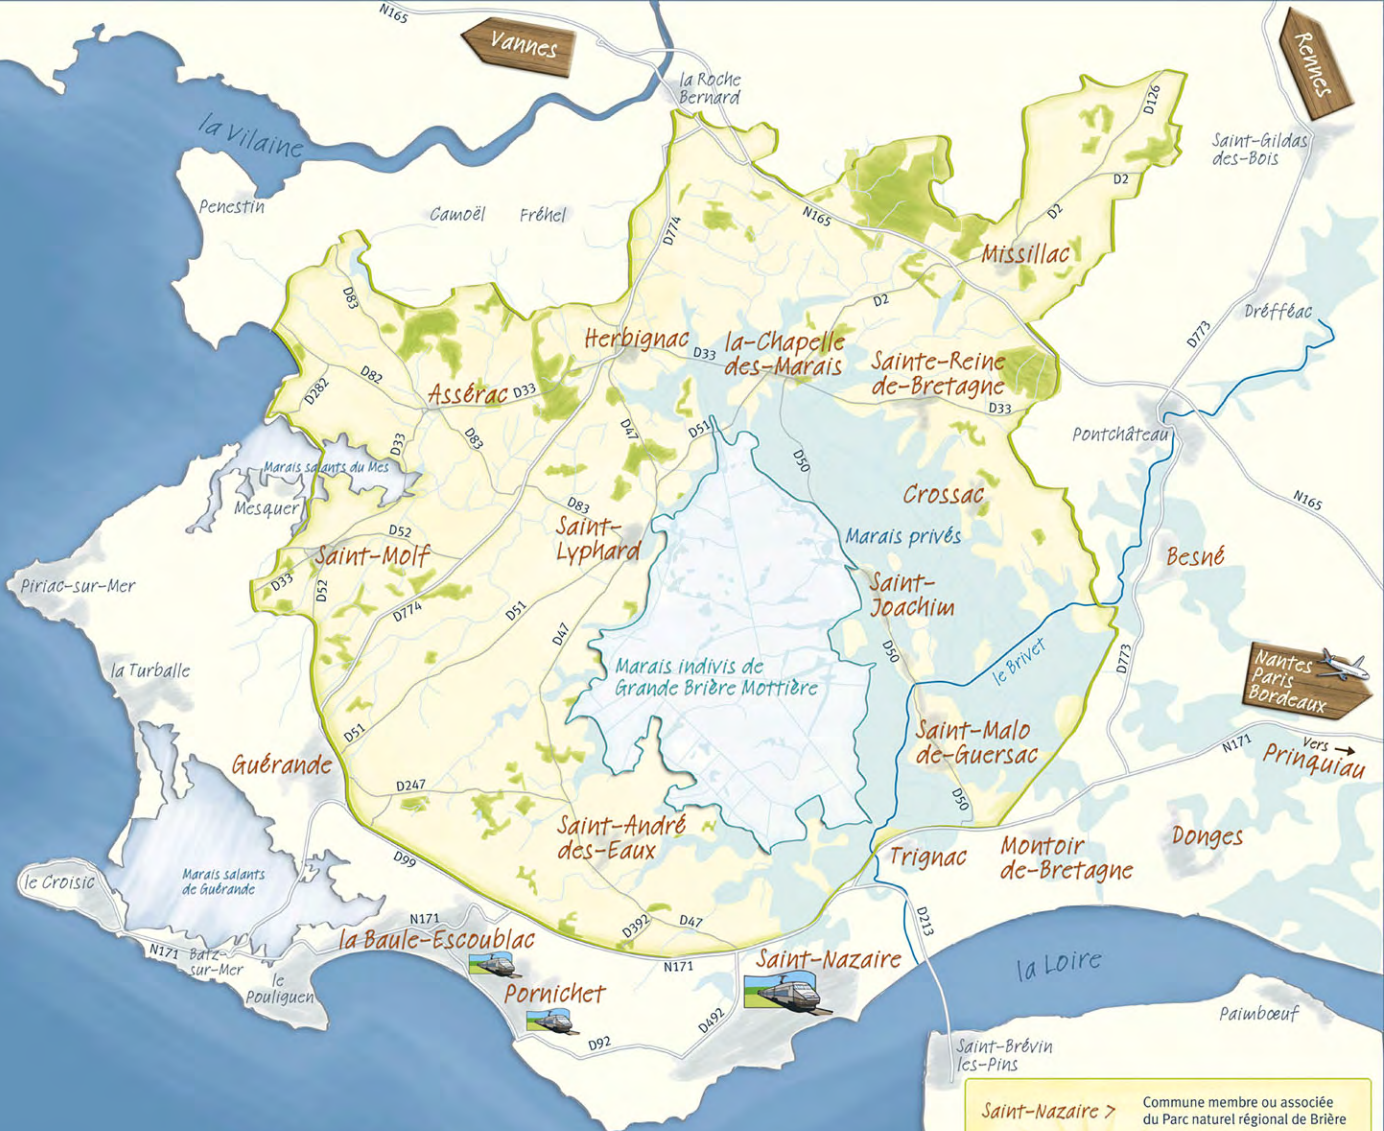 N165
Vannes
Rennes
la Roche
Bernard
D126
la Vilaine
Saint-Gildas
des-Bois
D2
Penestin
Camoël
Fréhel
N165
D2
D774
Missillac
D83
D2
Dréfféac
D773
Herbignac
la-Chapelle
des-Marais
D33
Sainte-Reine
de-Bretagne
D82
D282
Assérac
D33
D33
D47
D51
Pontchâteau
D33
D83
D50
Marais salants du Mes
Mesquer
D83
Crossac
N165
Saint-
Lyphard
D52
Saint-Molf
Marais privés
Besné
Piriac-sur-Mer
D33
D52
Saint-
Joachim
D774
D51
D47
D50
le Brivet
D773
la Turballe
Marais indivis de
Grande Brière Mottière
Nantes
Paris
Bordeaux
D51
Saint-Malo
de-Guersac
N171
Vers
Prinquiau
Guérande
D247
D50
Saint-André
des-Eaux
Trignac
Montoir
de-Bretagne
Donges
D99
le Croisic
Marais salants
de Guérande
N171
D392
D47
D213
la Baule-Escoublac
N171
Batz-
sur-Mer
N171
Saint-Nazaire
la Loire
le
Pouliguen
Pornichet
D492
D92
Paimbœuf
Saint-Brévin
les-Pins
Saint-Nazaire >
Commune membre ou associée
du Parc naturel régional de Brière